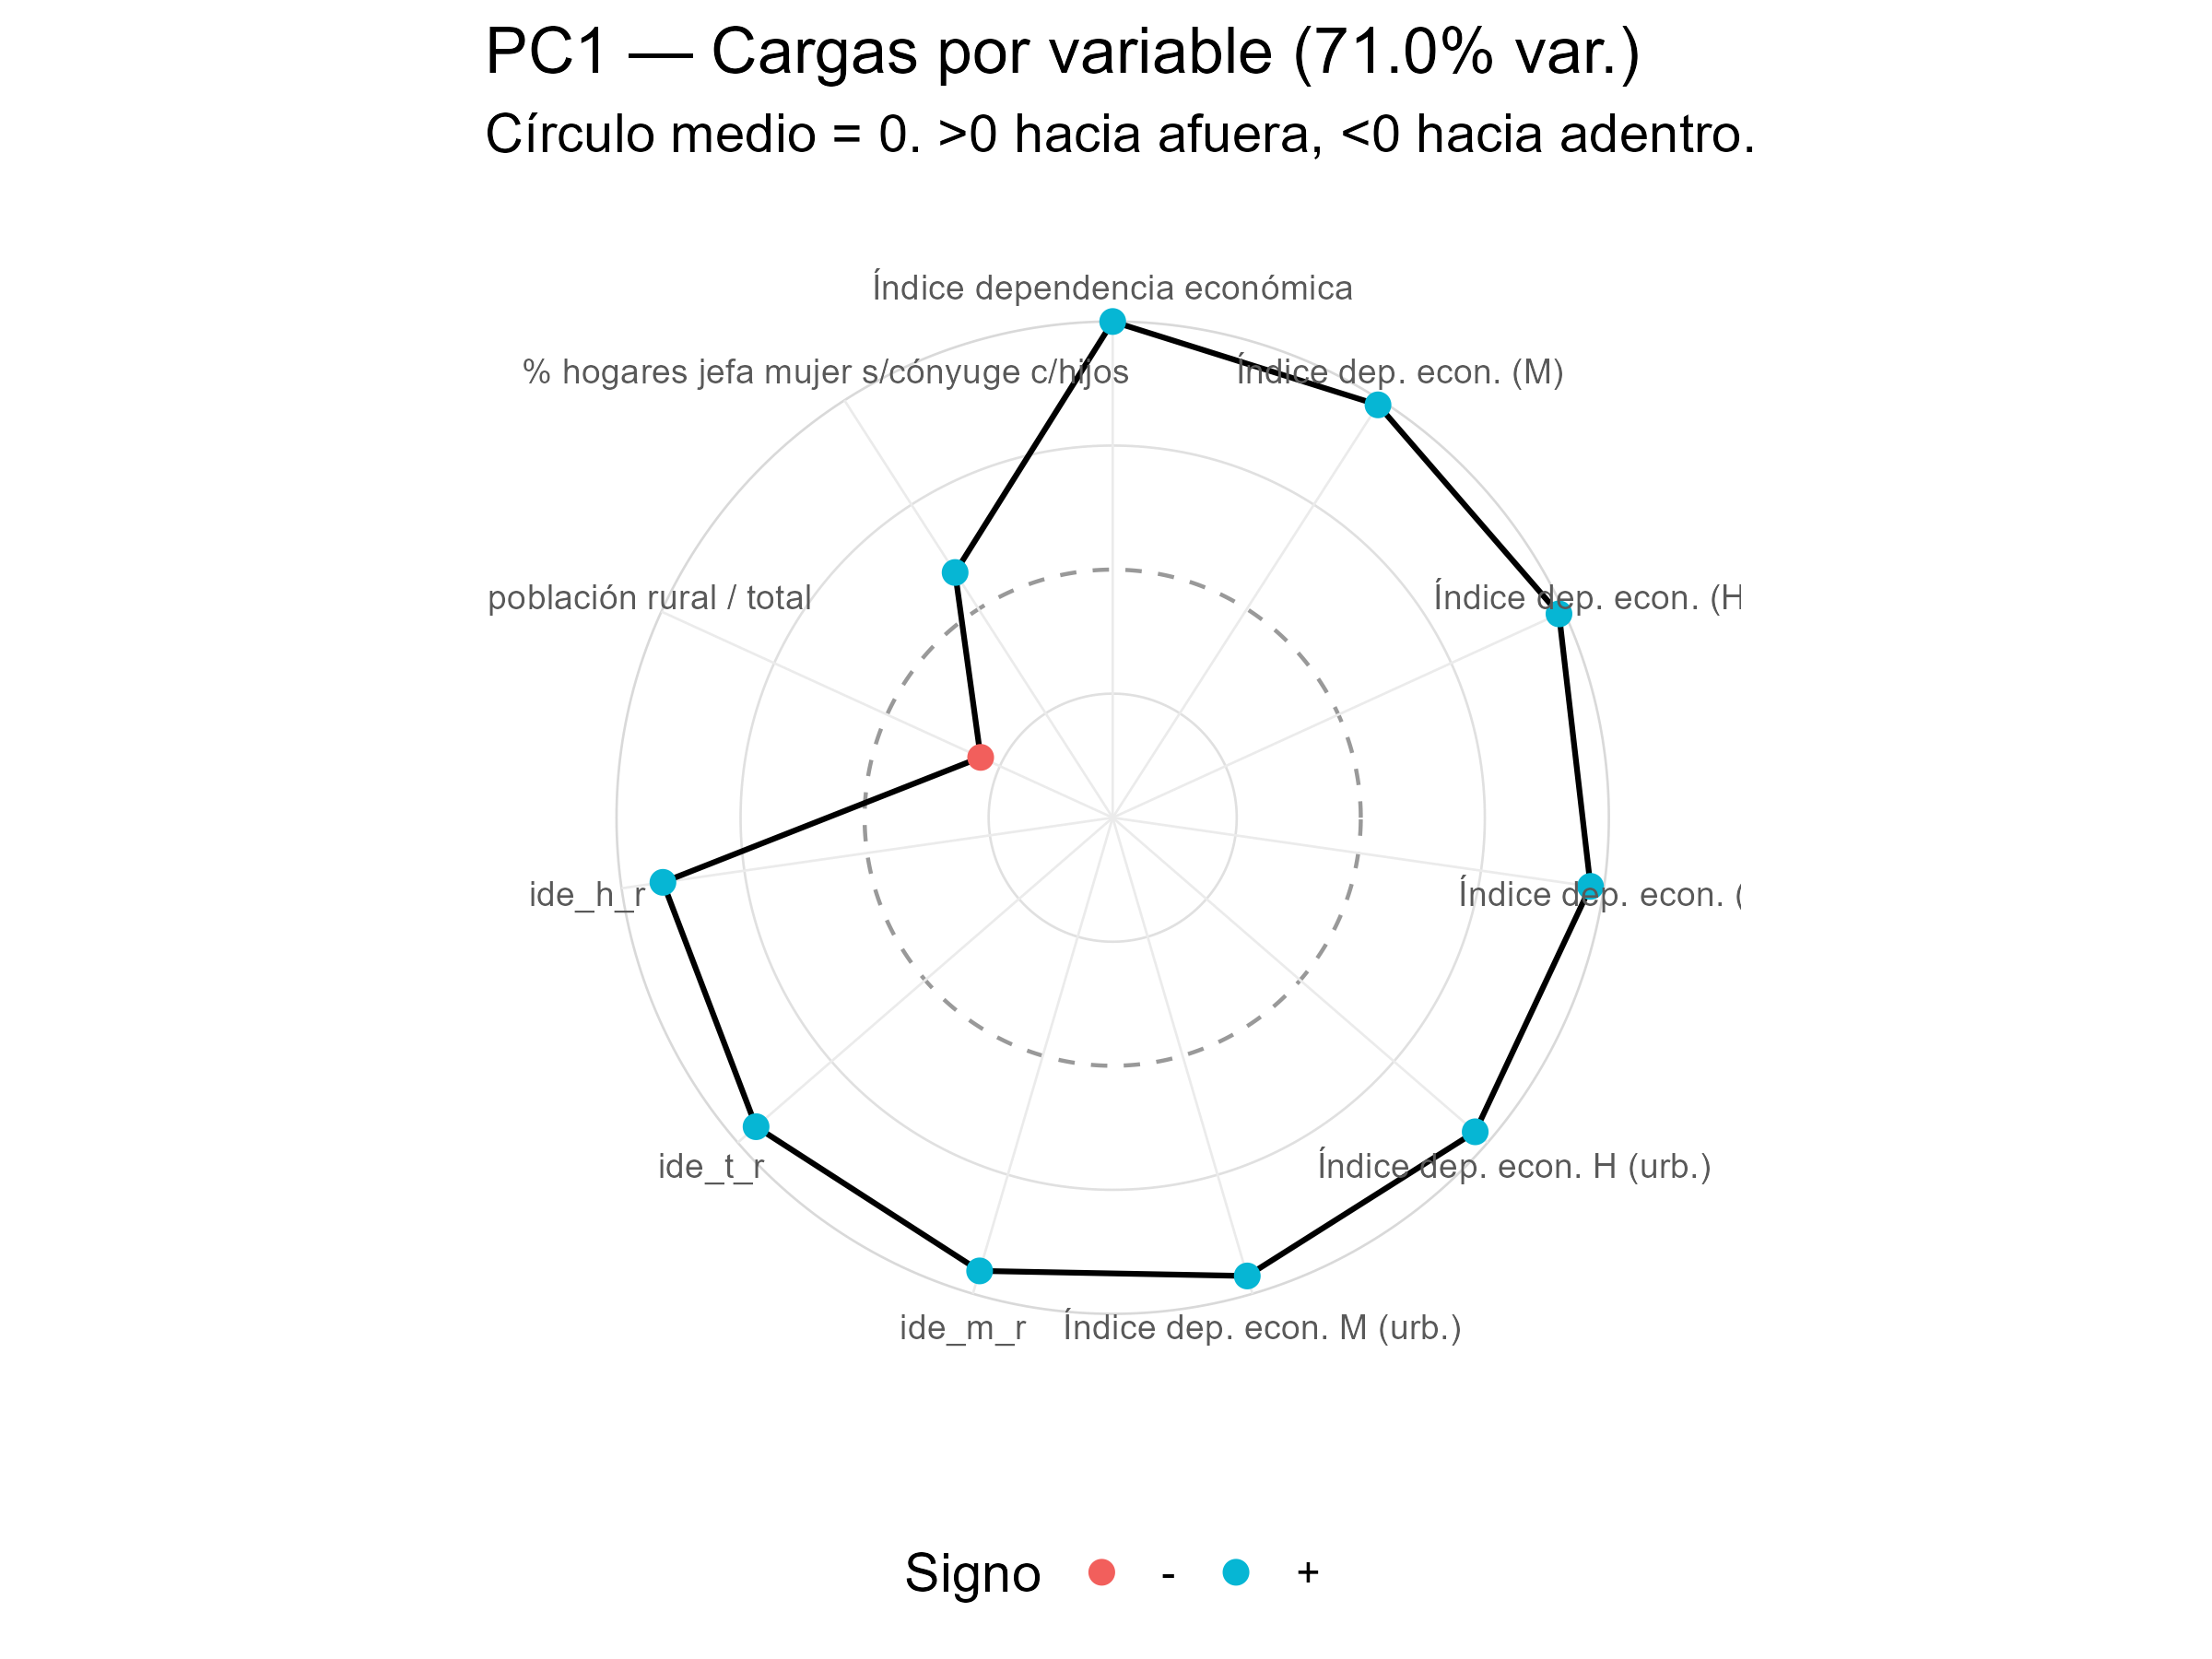 PC1 — Cargas por variable (71.0% var.)
Círculo medio = 0. >0 hacia afuera, <0 hacia adentro.
Índice dependencia económica
% hogares jefa mujer s/cónyuge c/hijos
Índice dep. econ. (M)
población rural / total
Índice dep. econ. (H
ide_h_r
Índice dep. econ. (
ide_t_r
Índice dep. econ. H (urb.)
ide_m_r
Índice dep. econ. M (urb.)
Signo - +